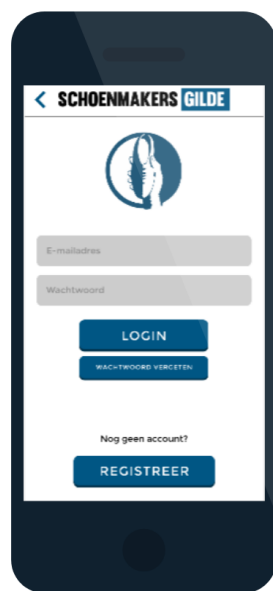 SCHOENMAKERS GILDE
E-mailadres
Wachtwoord
LOGIN
WACHTWOORD VERGETEN
Nog geen account?
REGISTREER